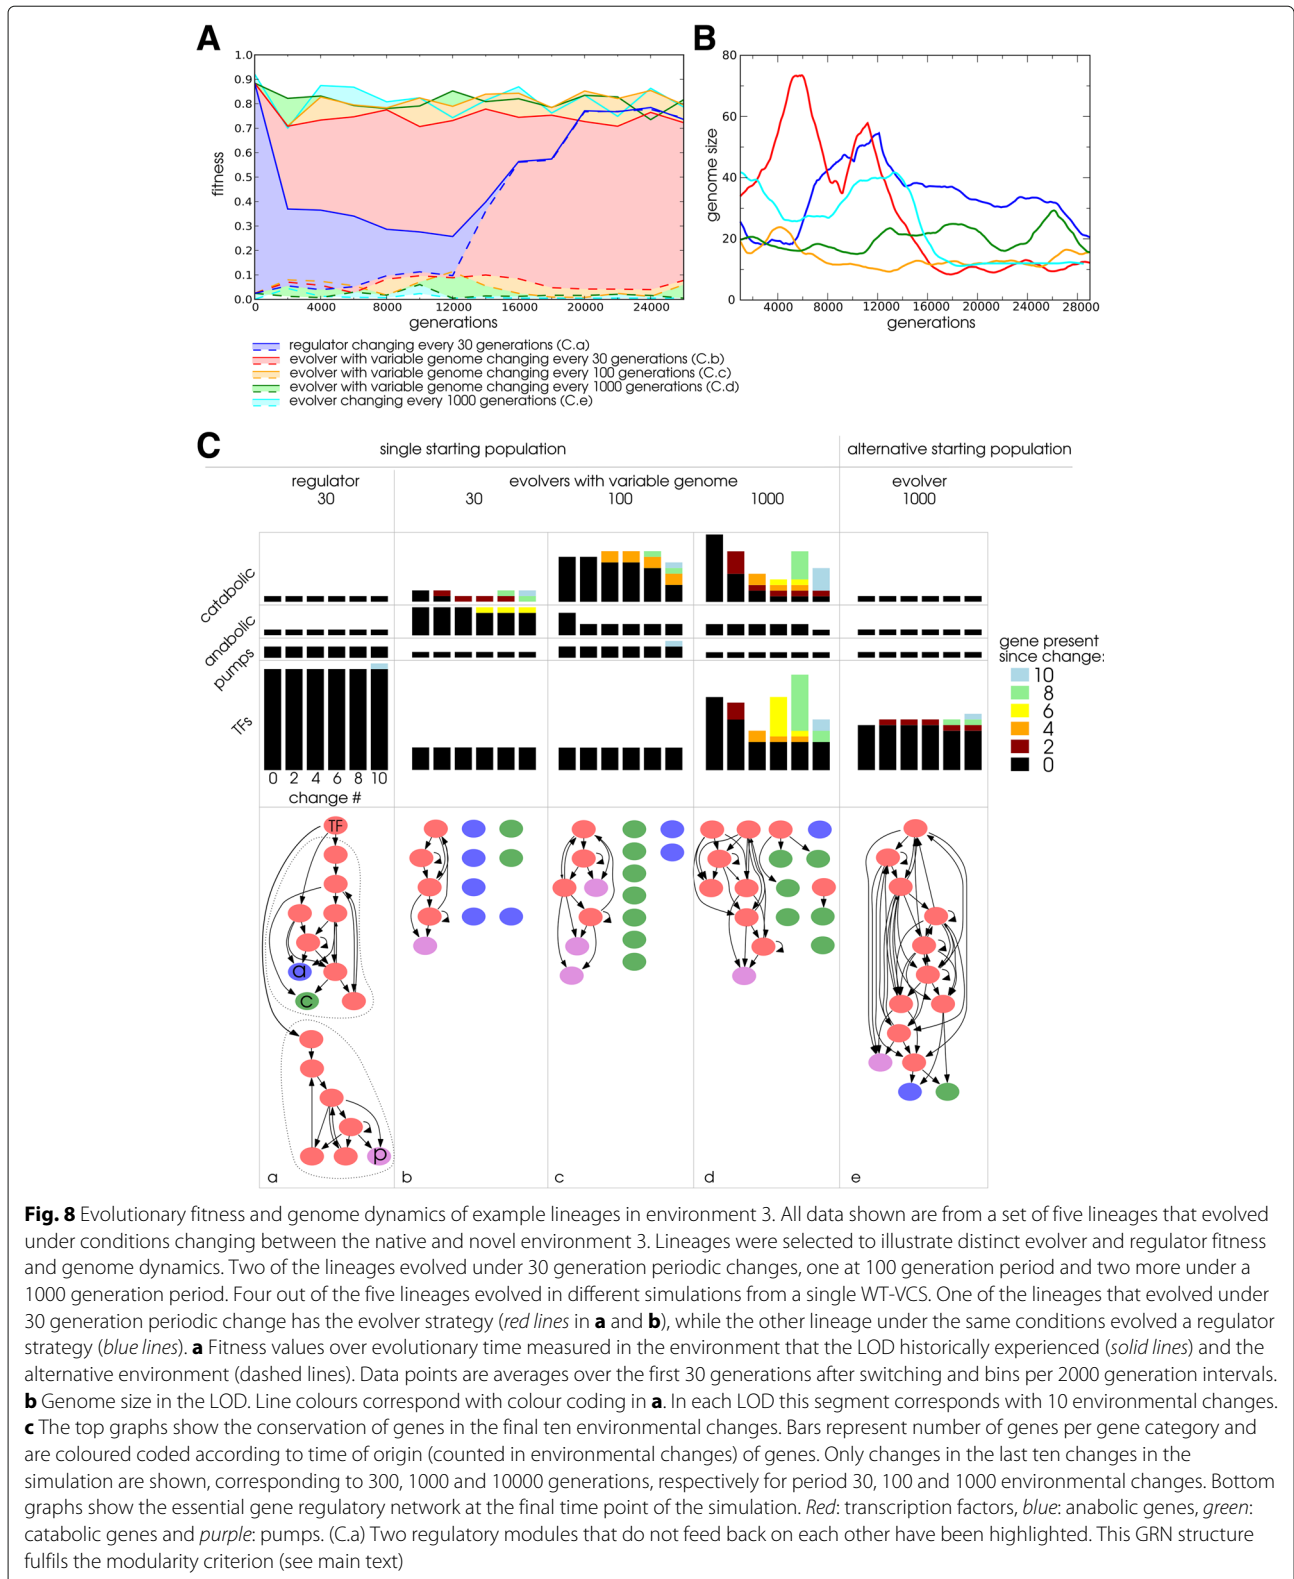 A
B
1.0
0.9
0.8
0.7
0.6
0.5
0.4
0.3
0.2
0.1
0.0
fitness
0 4000 8000 12000 16000 20000 24000
generations
80
60
40
20
0
genome size
4000 8000 12000 16000 20000 24000 28000
generations
regulator changing every 30 generations (C.a)
evolver with variable genome changing every 30 generations (C.b)
evolver with variable genome changing every 100 generations (C.c)
evolver with variable genome changing every 1000 generations (C.d)
evolver changing every 1000 generations (C.e)
C
single starting population
alternative starting population
regulator
30
evolvers with variable genome
30 100 1000
evolver
1000
catabolic
anabolic
pumps
TFs
0 2 4 6 8 10
change #
gene present
since change:
10
8
6
4
2
0
TF
a
c
p
a b c d e
Fig. 8 Evolutionary fitness and genome dynamics of example lineages in environment 3. All data shown are from a set of five lineages that evolved
under conditions changing between the native and novel environment 3. Lineages were selected to illustrate distinct evolver and regulator fitness
and genome dynamics. Two of the lineages evolved under 30 generation periodic changes, one at 100 generation period and two more under a
1000 generation period. Four out of the five lineages evolved in different simulations from a single WT-VCS. One of the lineages that evolved under
30 generation periodic change has the evolver strategy (red lines in a and b), while the other lineage under the same conditions evolved a regulator
strategy (blue lines). a Fitness values over evolutionary time measured in the environment that the LOD historically experienced (solid lines) and the
alternative environment (dashed lines). Data points are averages over the first 30 generations after switching and bins per 2000 generation intervals.
b Genome size in the LOD. Line colours correspond with colour coding in a. In each LOD this segment corresponds with 10 environmental changes.
c The top graphs show the conservation of genes in the final ten environmental changes. Bars represent number of genes per gene category and
are coloured coded according to time of origin (counted in environmental changes) of genes. Only changes in the last ten changes in the
simulation are shown, corresponding to 300, 1000 and 10000 generations, respectively for period 30, 100 and 1000 environmental changes. Bottom
graphs show the essential gene regulatory network at the final time point of the simulation. Red: transcription factors, blue: anabolic genes, green:
catabolic genes and purple: pumps. (C.a) Two regulatory modules that do not feed back on each other have been highlighted. This GRN structure
fulfils the modularity criterion (see main text)